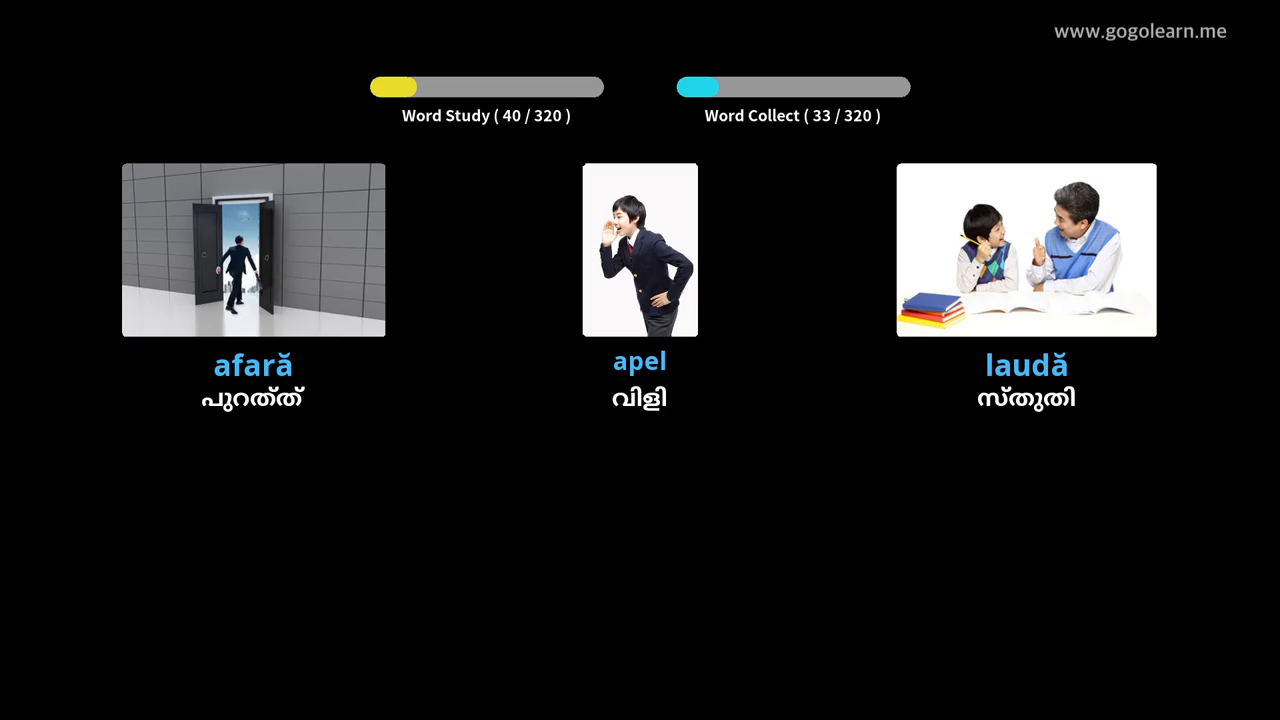 www.gogolearn.me
Word Study ( 40 / 320 )
Word Collect ( 33 / 320 )
afară
apel
laudă
പുറത്ത്
വിളി
സ്തുതി